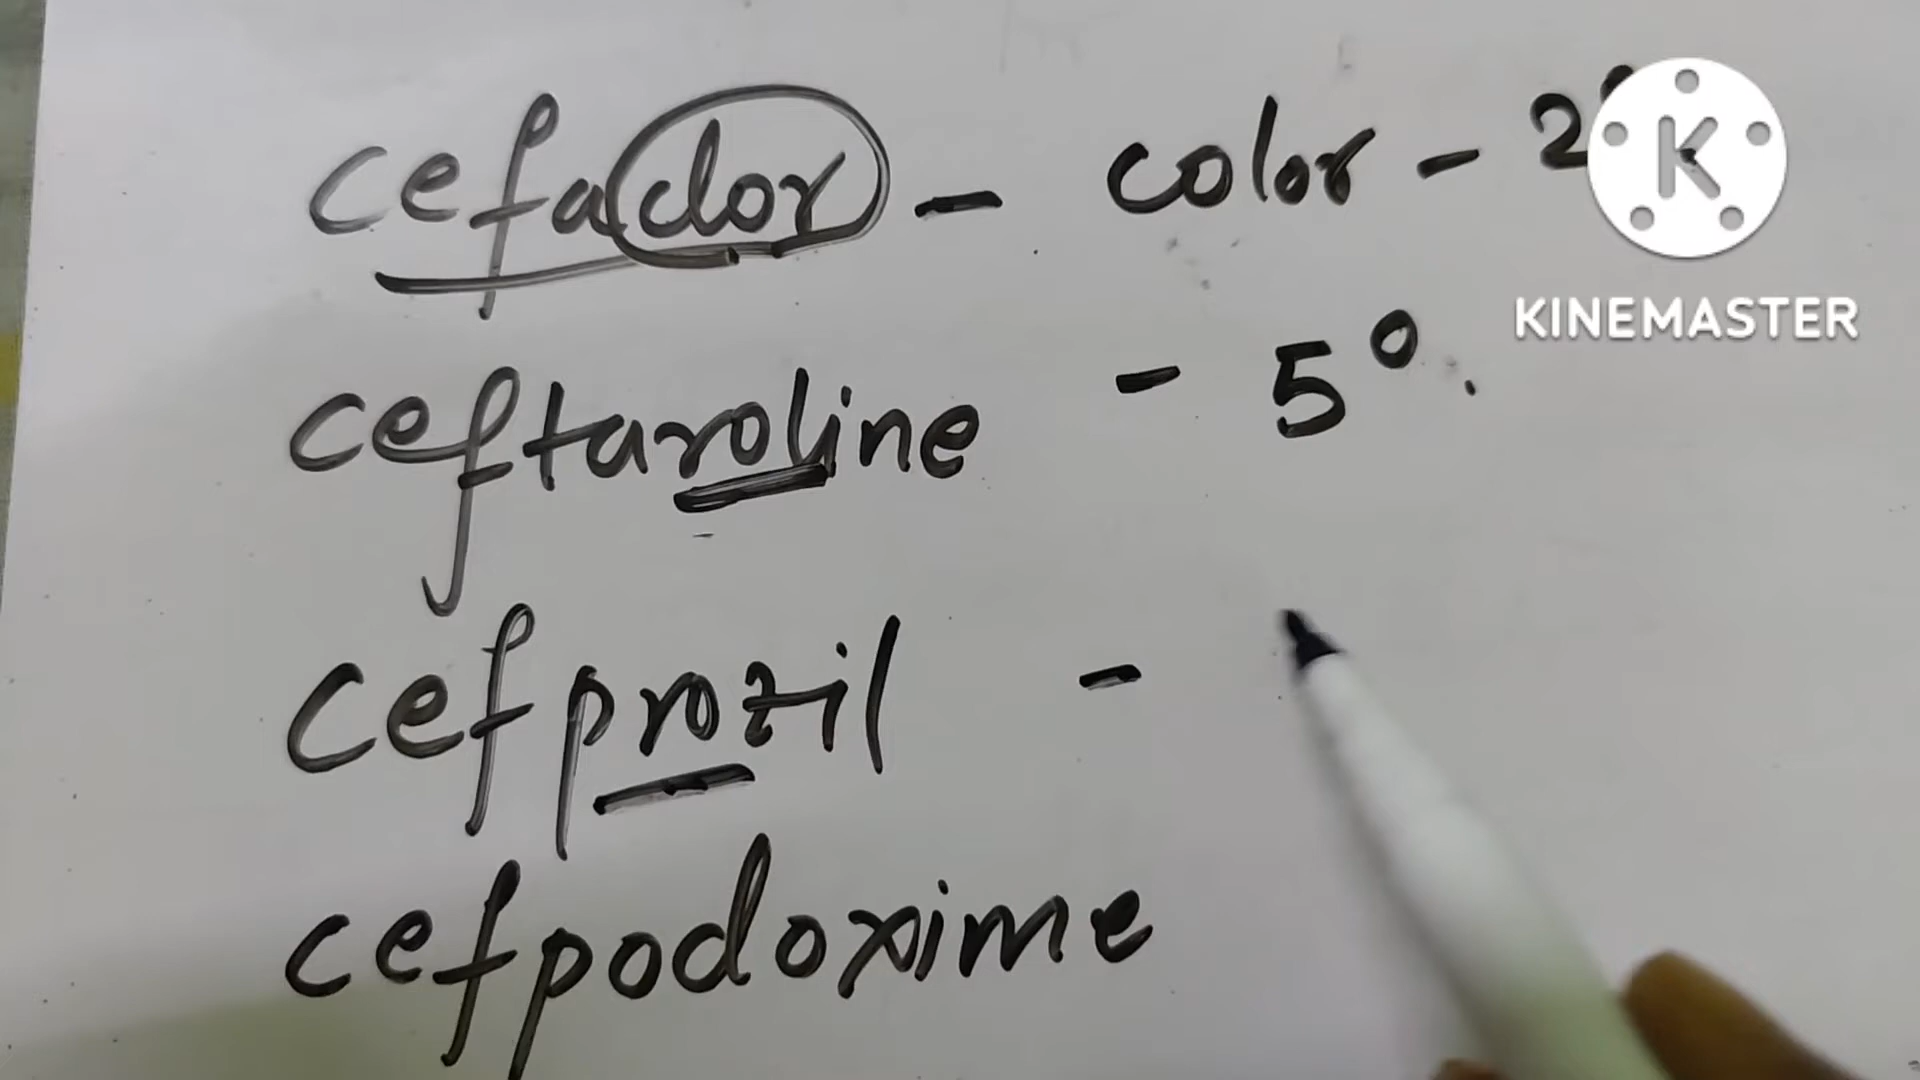 cefaclor - color - 2°
ceftaroline - 5°.
cefprozil -
cefpodoxime
K
KINEMASTER